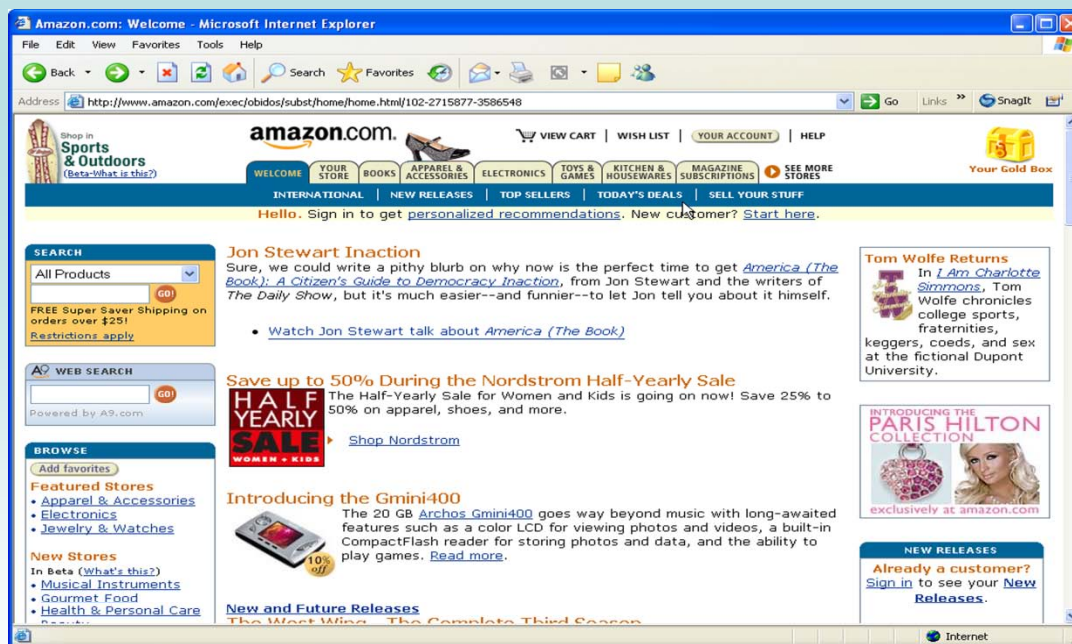 Amazon.com: Welcome - Microsoft Internet Explorer
File Edit View Favorites Tools Help
Back Search Favorites
Address http://www.amazon.com/exec/obidos/subst/home/home.html/102-2715877-3586548 Go Links » SnagIt
Shop in
Sports
& Outdoors
(Beta-What is this?)
amazon.com.
VIEW CART | WISH LIST | YOUR ACCOUNT | HELP
Your Gold Box
WELCOME YOUR STORE BOOKS APPAREL & ACCESSORIES ELECTRONICS TOYS & GAMES KITCHEN & HOUSEWARES MAGAZINE SUBSCRIPTIONS SEE MORE STORES
INTERNATIONAL | NEW RELEASES | TOP SELLERS | TODAY'S DEALS | SELL YOUR STUFF
Hello. Sign in to get personalized recommendations. New customer? Start here.
SEARCH
All Products
GO!
FREE Super Saver Shipping on
orders over $25!
Restrictions apply
A9 WEB SEARCH
GO!
Powered by A9.com
BROWSE
Add favorites
Featured Stores
• Apparel & Accessories
• Electronics
• Jewelry & Watches
New Stores
In Beta (What's this?)
• Musical Instruments
• Gourmet Food
• Health & Personal Care
Jon Stewart Inaction
Sure, we could write a pithy blurb on why now is the perfect time to get America (The
Book): A Citizen's Guide to Democracy Inaction, from Jon Stewart and the writers of
The Daily Show, but it's much easier--and funnier--to let Jon tell you about it himself.
• Watch Jon Stewart talk about America (The Book)
Save up to 50% During the Nordstrom Half-Yearly Sale
HALF
YEARLY
SALE
WOMEN + KIDS
The Half-Yearly Sale for Women and Kids is going on now! Save 25% to
50% on apparel, shoes, and more.
Shop Nordstrom
Introducing the Gmini400
10%
off
The 20 GB Archos Gmini400 goes way beyond music with long-awaited
features such as a color LCD for viewing photos and videos, a built-in
CompactFlash reader for storing photos and data, and the ability to
play games. Read more.
New and Future Releases
The West Wing - The Complete Third Season
Tom Wolfe Returns
In I Am Charlotte
Simmons, Tom
Wolfe chronicles
college sports,
fraternities,
keggers, coeds, and sex
at the fictional Dupont
University.
INTRODUCING THE
PARIS HILTON
COLLECTION
exclusively at amazon.com
NEW RELEASES
Already a customer?
Sign in to see your New
Releases.
Internet